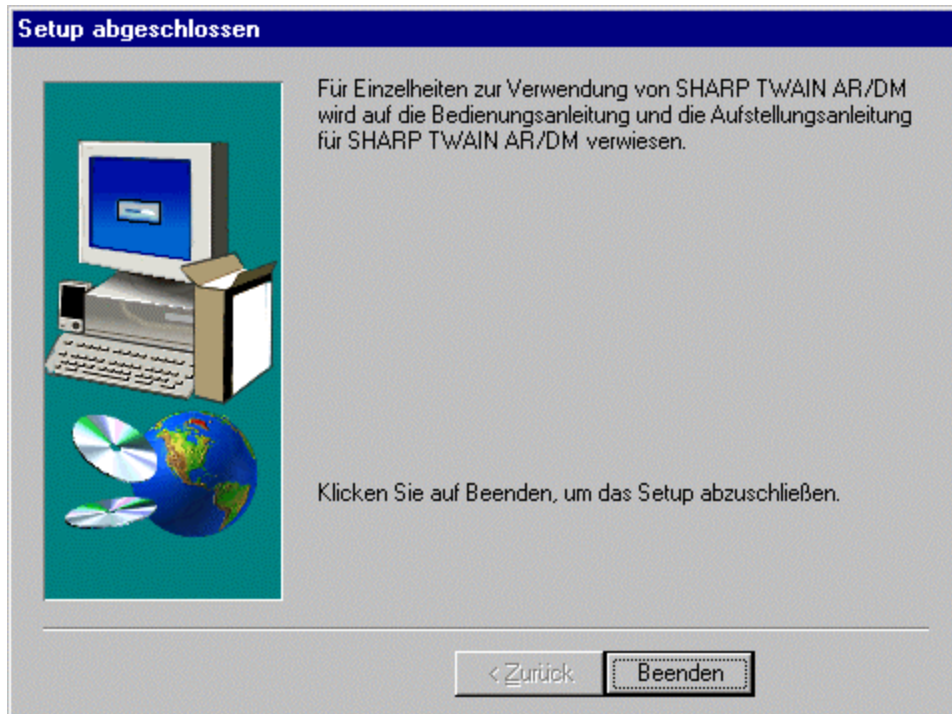 Setup abgeschlossen
Für Einzelheiten zur Verwendung von SHARP TWAIN AR/DM
wird auf die Bedienungsanleitung und die Aufstellungsanleitung
für SHARP TWAIN AR/DM verwiesen.
Klicken Sie auf Beenden, um das Setup abzuschließen.
< Zurück
Beenden